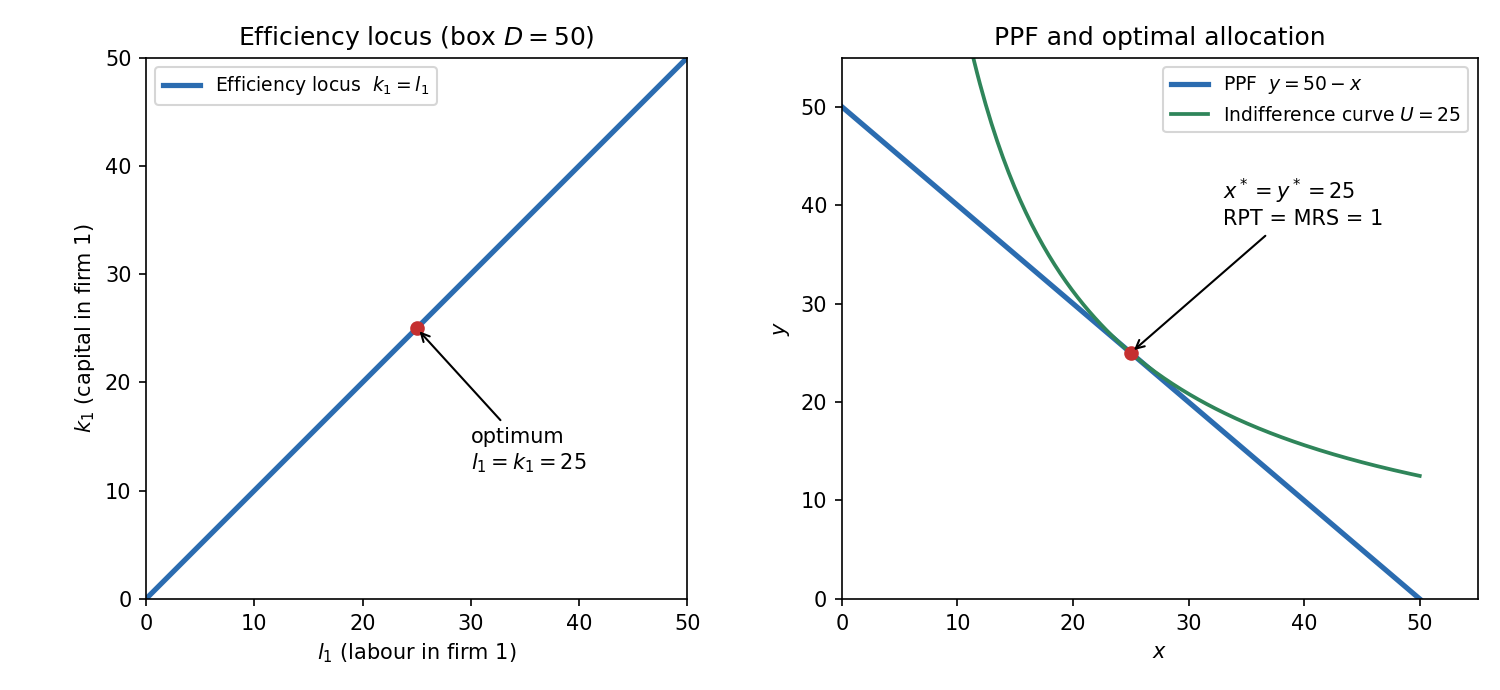 Efficiency locus (box D = 50)
Efficiency locus k₁ = l₁
50
40
30
20
10
0
k₁ (capital in firm 1)
optimum
l₁ = k₁ = 25
0 10 20 30 40 50
l₁ (labour in firm 1)
PPF and optimal allocation
PPF y = 50 − x
Indifference curve U = 25
x* = y* = 25
RPT = MRS = 1
50
40
30
20
10
0
y
0 10 20 30 40 50
x